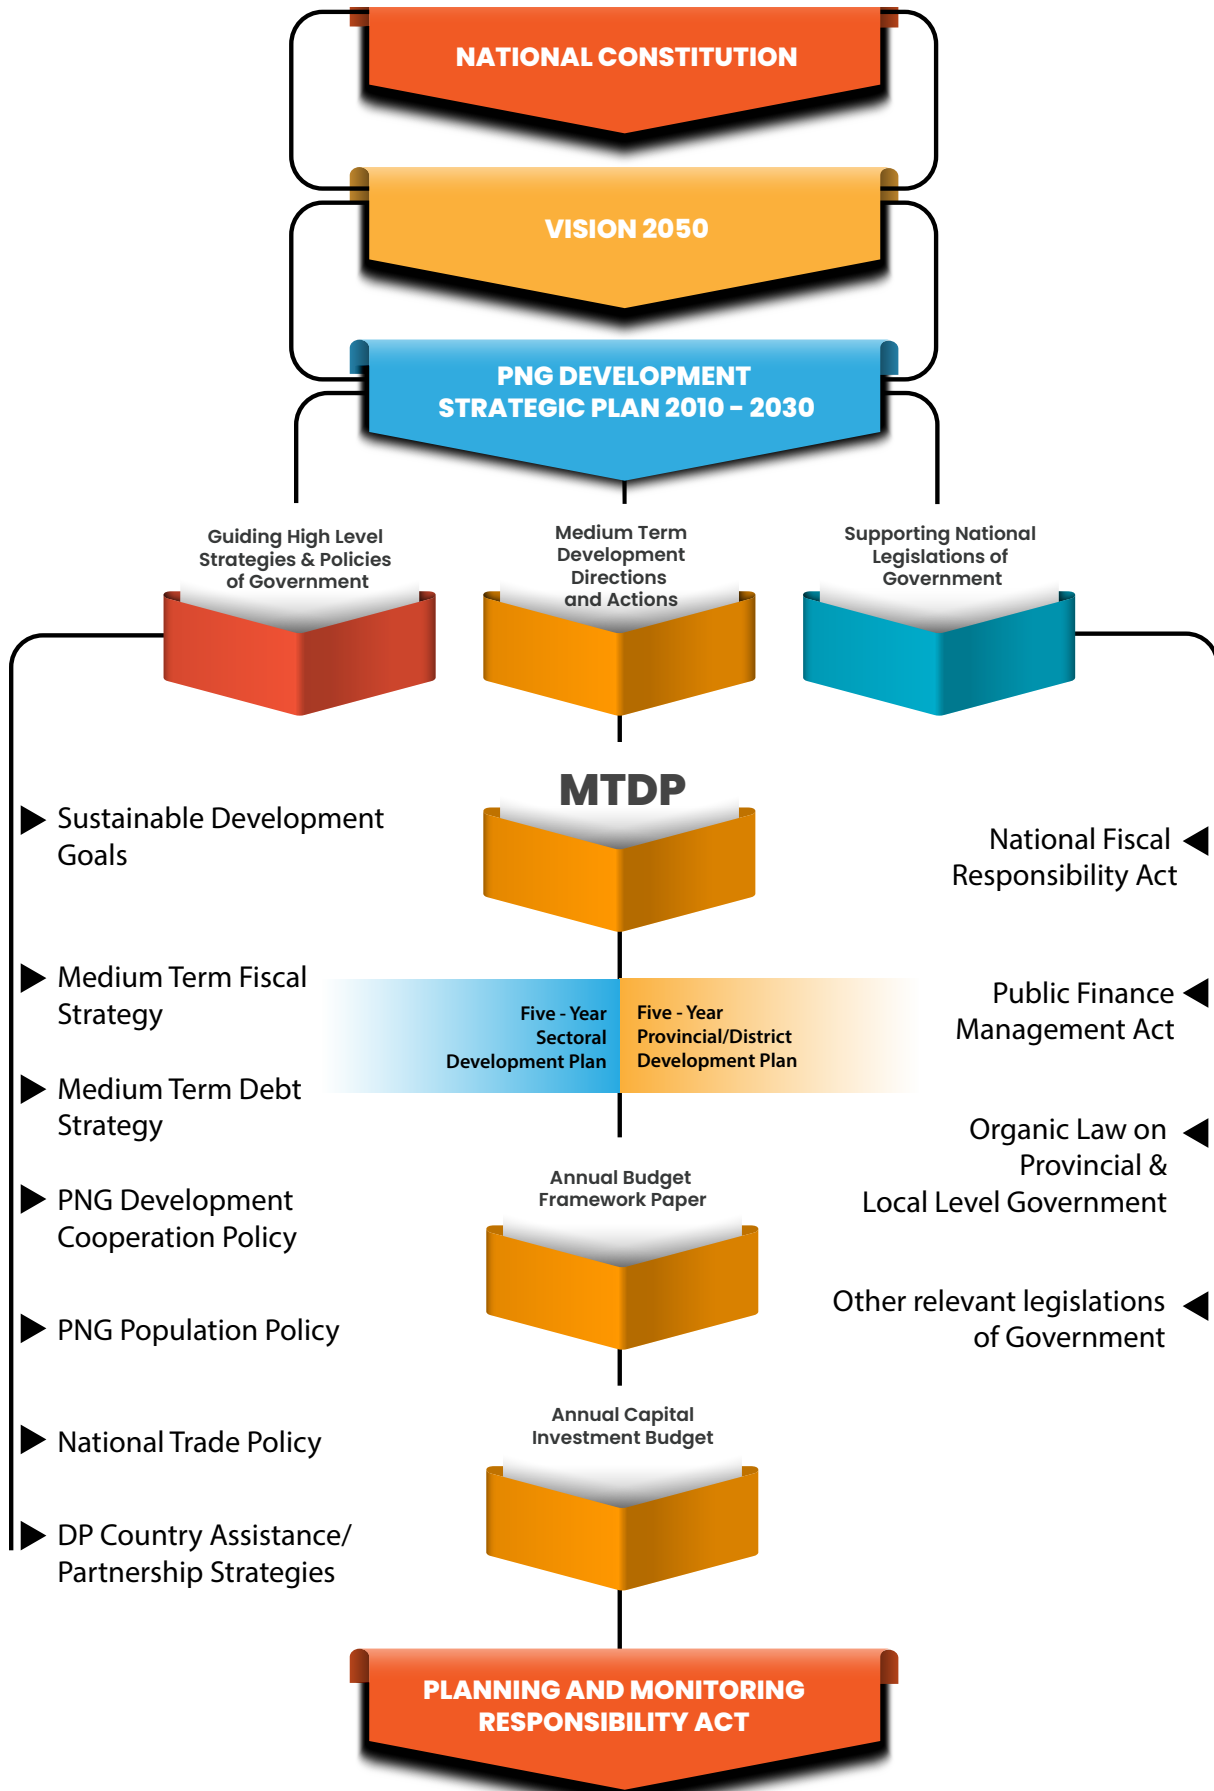 NATIONAL CONSTITUTION
VISION 2050
PNG DEVELOPMENT
STRATEGIC PLAN 2010 - 2030
Guiding High Level
Strategies & Policies
of Government
Medium Term
Development
Directions
and Actions
Supporting National
Legislations of
Government
MTDP
Sustainable Development
Goals
Medium Term Fiscal
Strategy
Medium Term Debt
Strategy
PNG Development
Cooperation Policy
PNG Population Policy
National Trade Policy
DP Country Assistance/
Partnership Strategies
Five - Year
Sectoral
Development Plan
Five - Year
Provincial/District
Development Plan
Annual Budget
Framework Paper
Annual Capital
Investment Budget
National Fiscal
Responsibility Act
Public Finance
Management Act
Organic Law on
Provincial &
Local Level Government
Other relevant legislations
of Government
PLANNING AND MONITORING
RESPONSIBILITY ACT